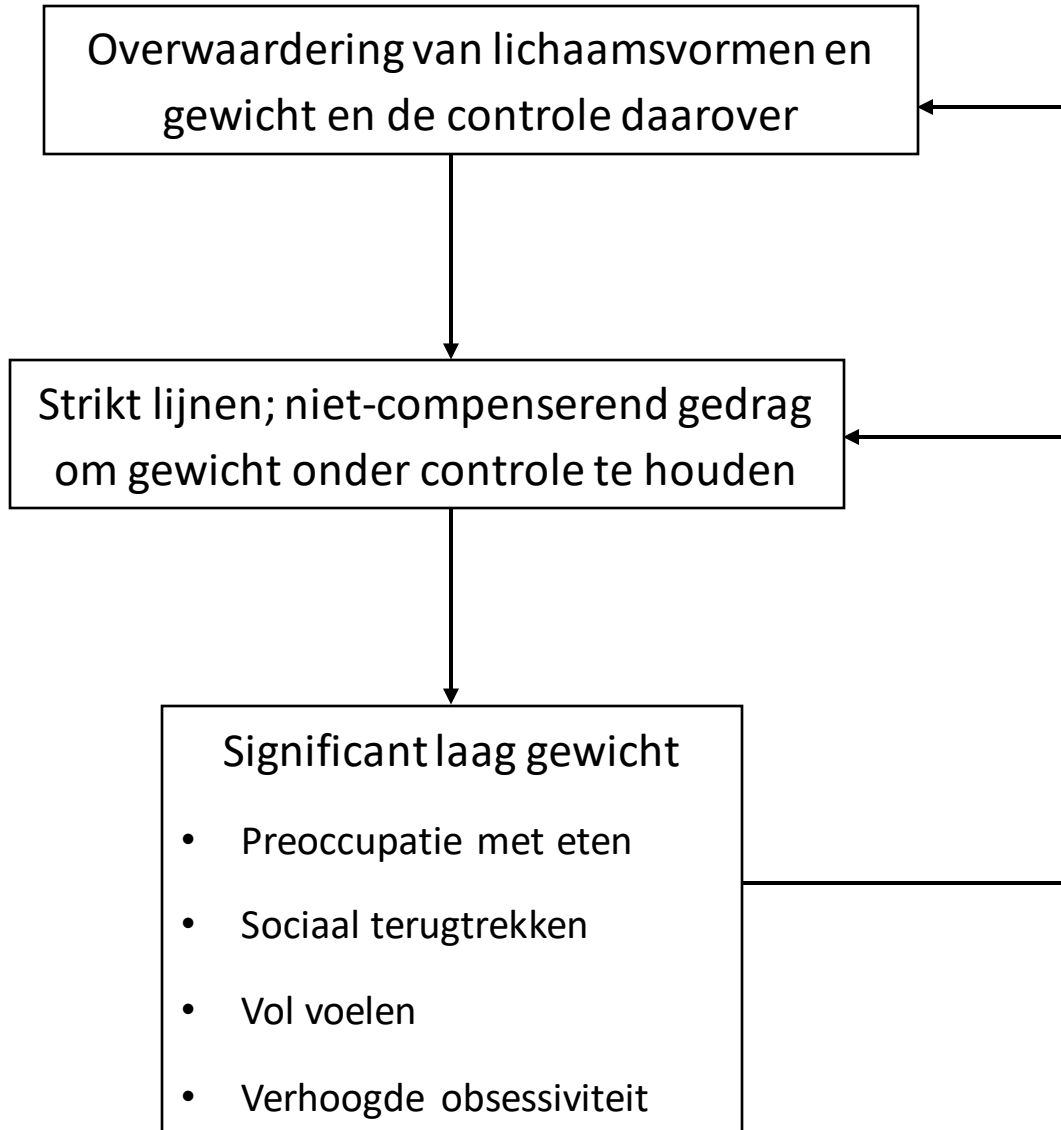 Overwaardering van lichaamsvormen en
gewicht en de controle daarover
Strikt lijnen; niet-compenserend gedrag
om gewicht onder controle te houden
Significant laag gewicht
• Preoccupatie met eten
• Sociaal terugtrekken
• Vol voelen
• Verhoogde obsessiviteit